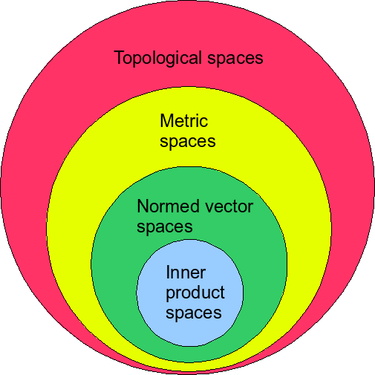 Topological spaces
Metric
spaces
Normed vector
spaces
Inner
product
spaces